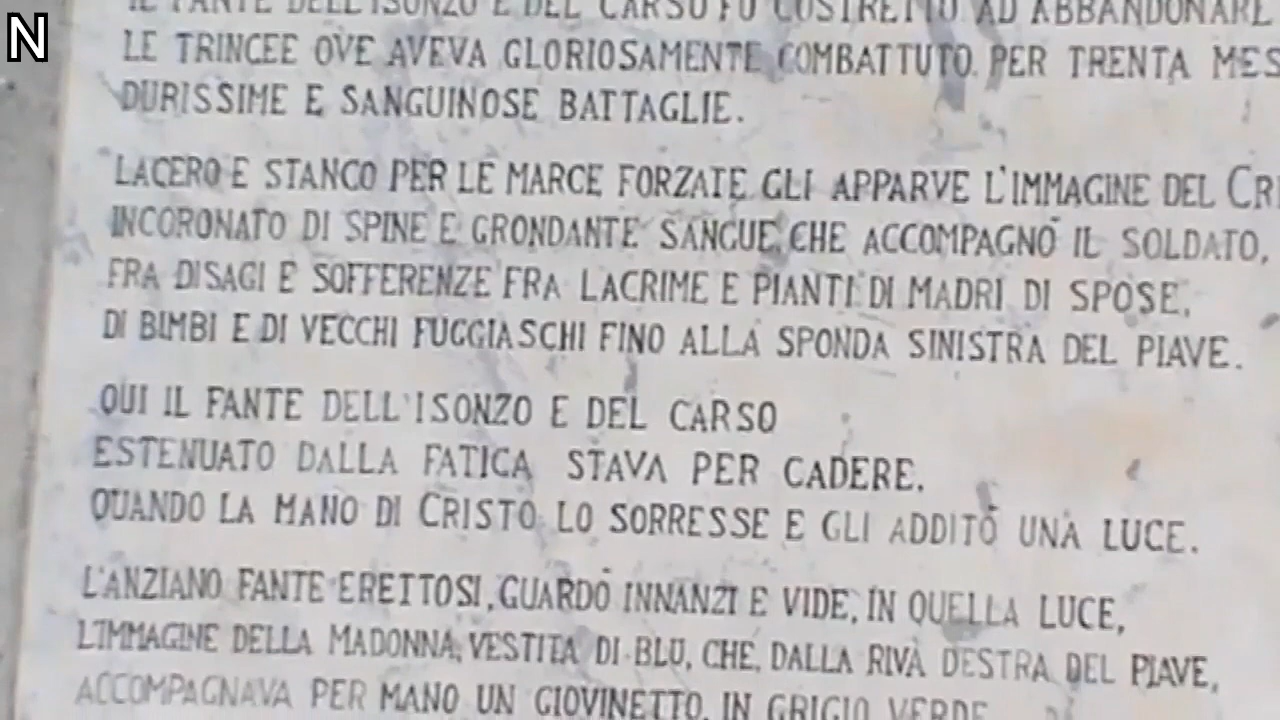 N
IL FANTE DELL'ISONZO E DEL CARSO FU COSTRETTO AD ABBANDONARE
LE TRINCEE OVE AVEVA GLORIOSAMENTE COMBATTUTO PER TRENTA MES
DURISSIME E SANGUINOSE BATTAGLIE.
LACERO E STANCO PER LE MARCE FORZATE GLI APPARVE L'IMMAGINE DEL CRI
INCORONATO DI SPINE E GRONDANTE SANGUE, CHE ACCOMPAGNÒ IL SOLDATO,
FRA DISAGI E SOFFERENZE FRA LACRIME E PIANTI DI MADRI DI SPOSE,
DI BIMBI E DI VECCHI FUGGIASCHI FINO ALLA SPONDA SINISTRA DEL PIAVE.
QUI IL FANTE DELL'ISONZO E DEL CARSO
ESTENUATO DALLA FATICA STAVA PER CADERE.
QUANDO LA MANO DI CRISTO LO SORRESSE E GLI ADDITÒ UNA LUCE.
L'ANZIANO FANTE ERETTOSI, GUARDÒ INNANZI E VIDE, IN QUELLA LUCE,
L'IMMAGINE DELLA MADONNA, VESTITA DI BLU, CHE, DALLA RIVA DESTRA DEL PIAVE,
ACCOMPAGNAVA PER MANO UN GIOVINETTO, IN GRIGIO VERDE